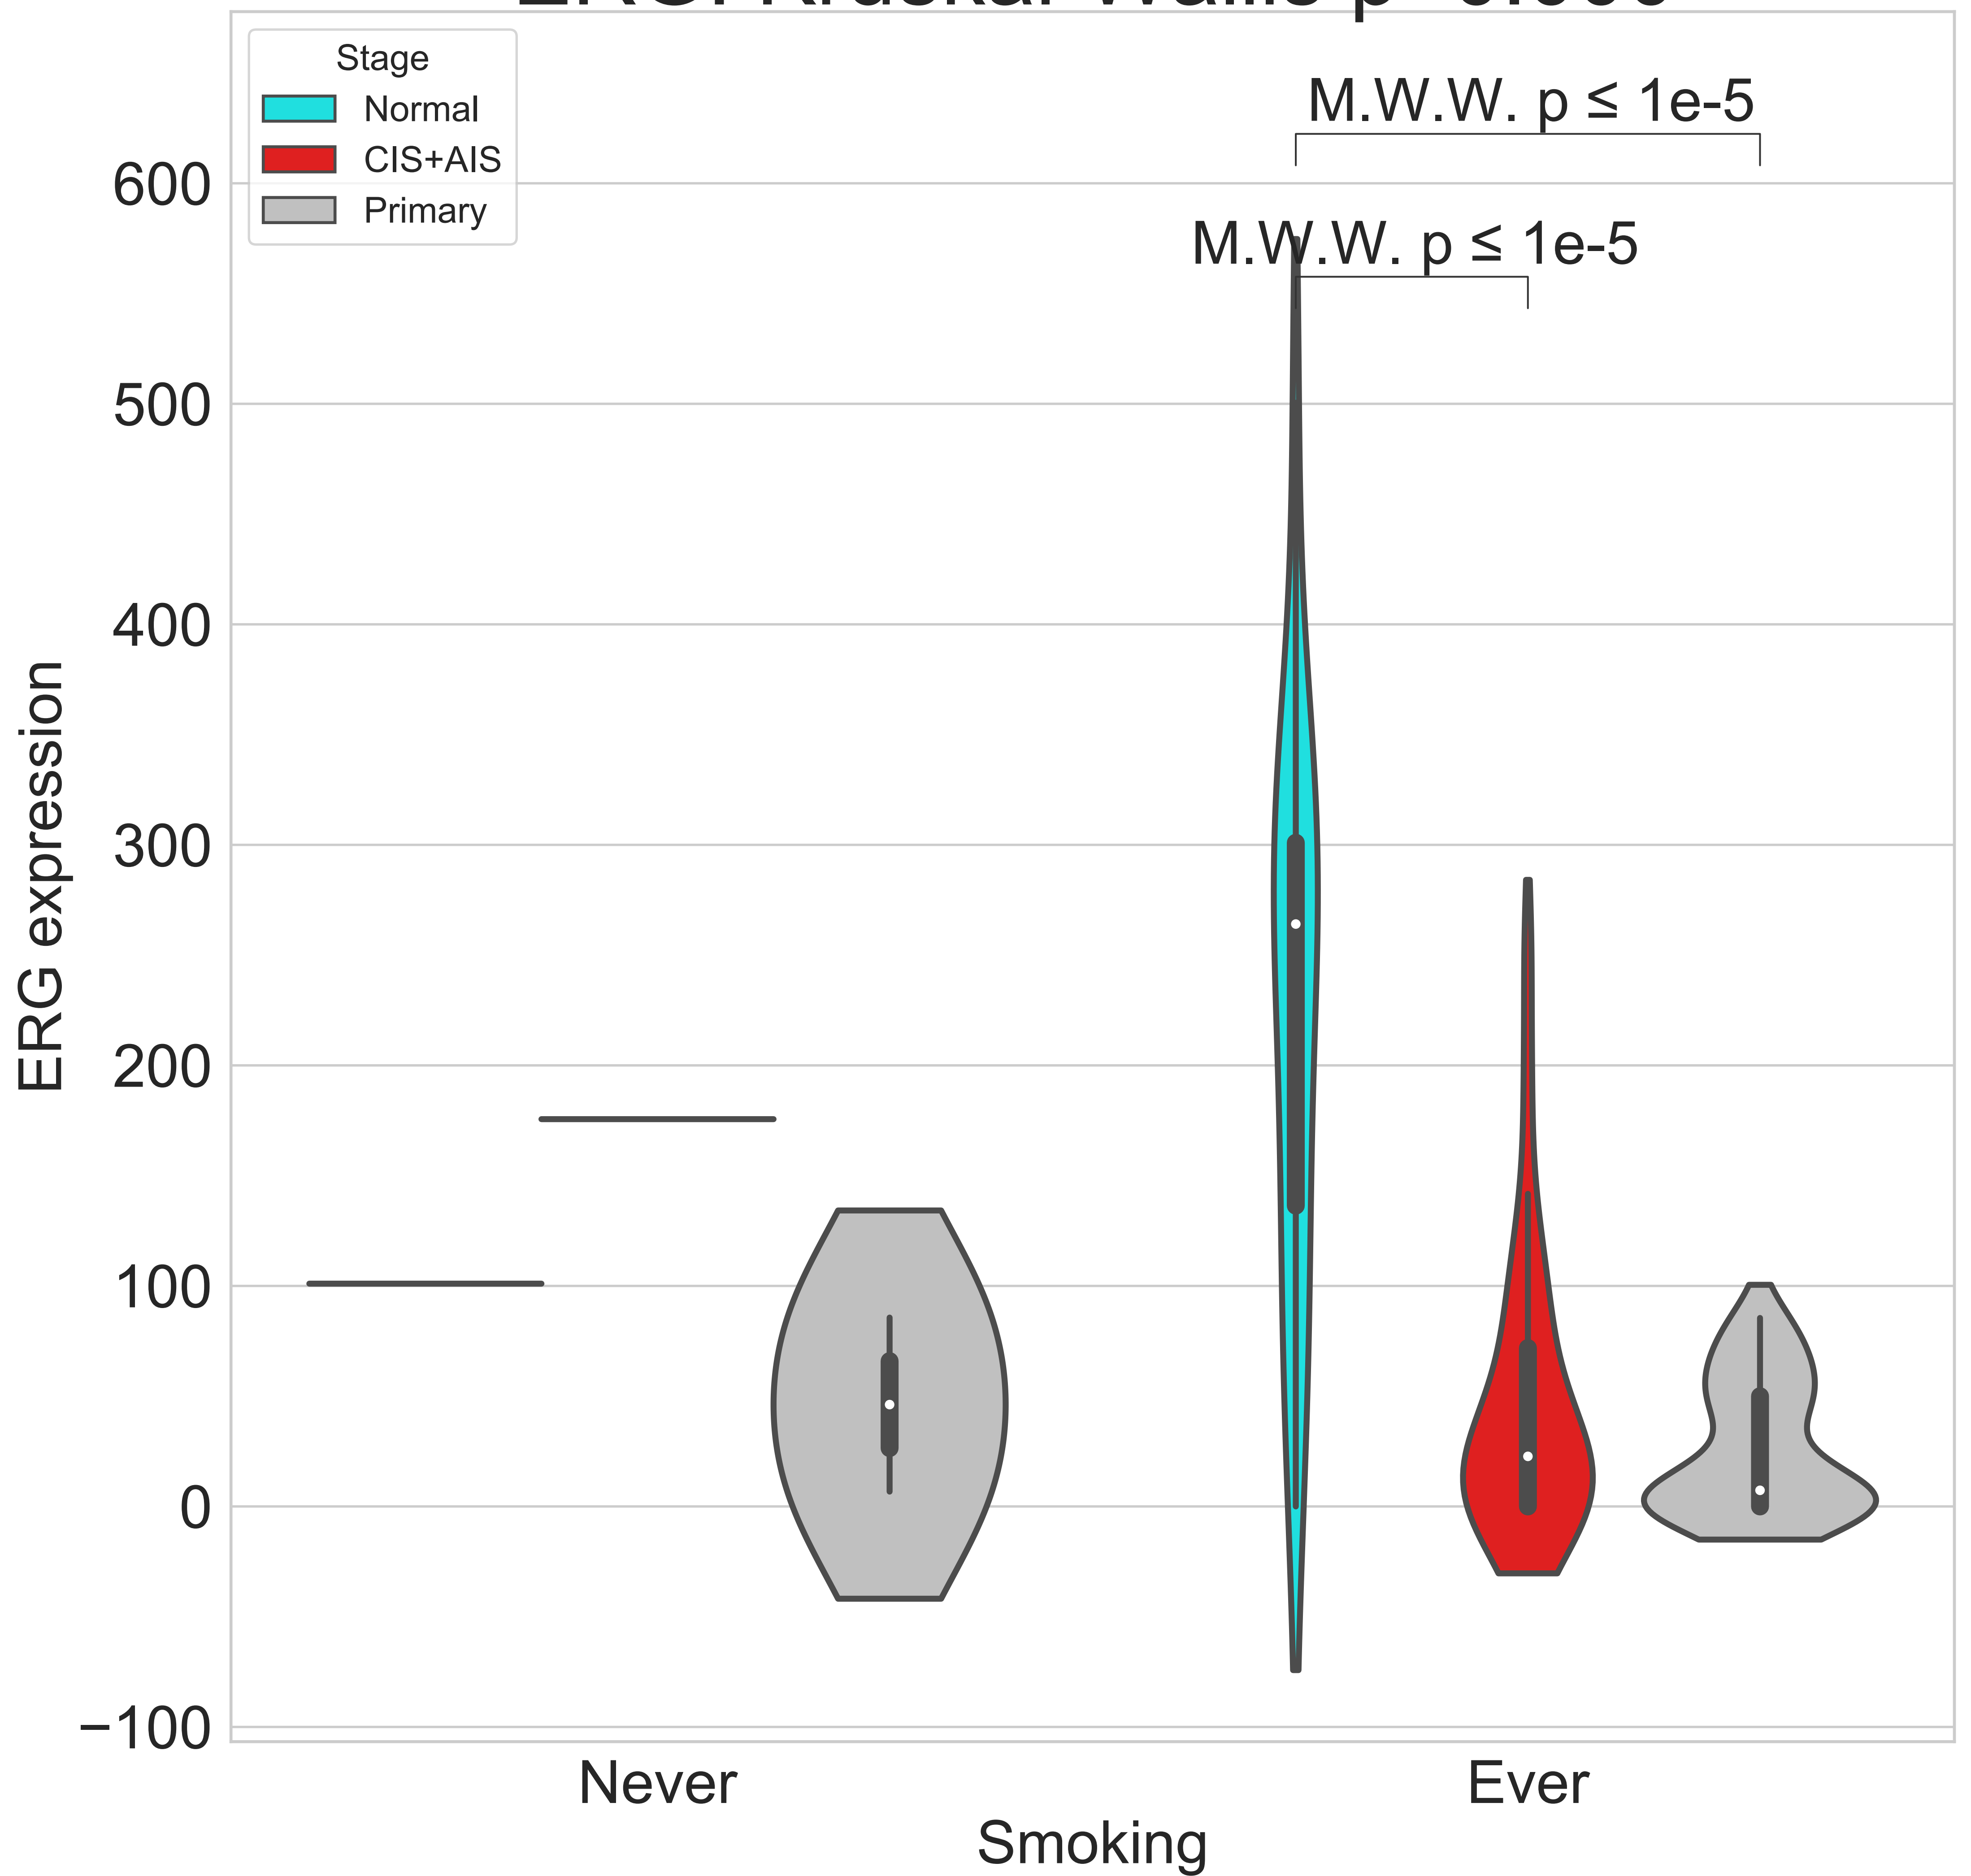 Stage
Normal
CIS+AIS
Primary
M.W.W. p ≤ 1e-5
M.W.W. p ≤ 1e-5
600
500
400
300
200
100
0
−100
ERG expression
Never
Ever
Smoking